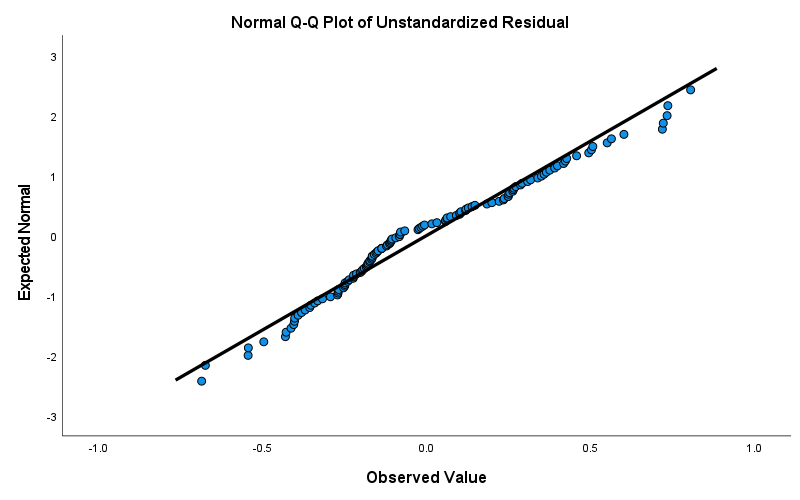 Normal Q-Q Plot of Unstandardized Residual
3
2
1
0
-1
-2
-3
Expected Normal
-1.0 -0.5 0.0 0.5 1.0
Observed Value